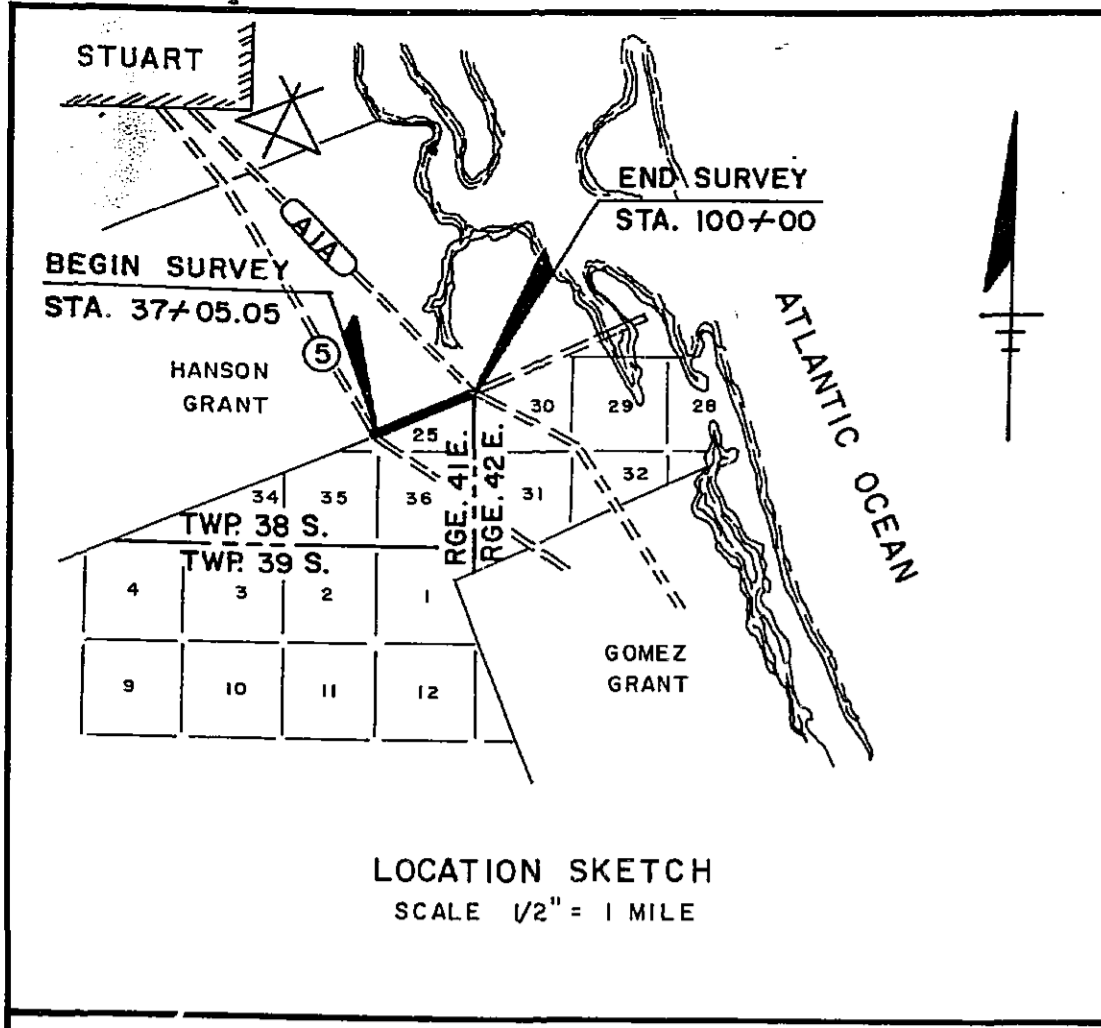 STUART
END SURVEY
STA. 100+00
A1A
BEGIN SURVEY
STA. 37+05.05
5
HANSON
GRANT
ATLANTIC OCEAN
30
29
28
25
RGE. 41E.
RGE. 42E.
34
35
36
31
32
TWP. 38 S.
TWP. 39 S.
4
3
2
1
GOMEZ
GRANT
9
10
11
12
LOCATION SKETCH
SCALE 1/2" = 1 MILE